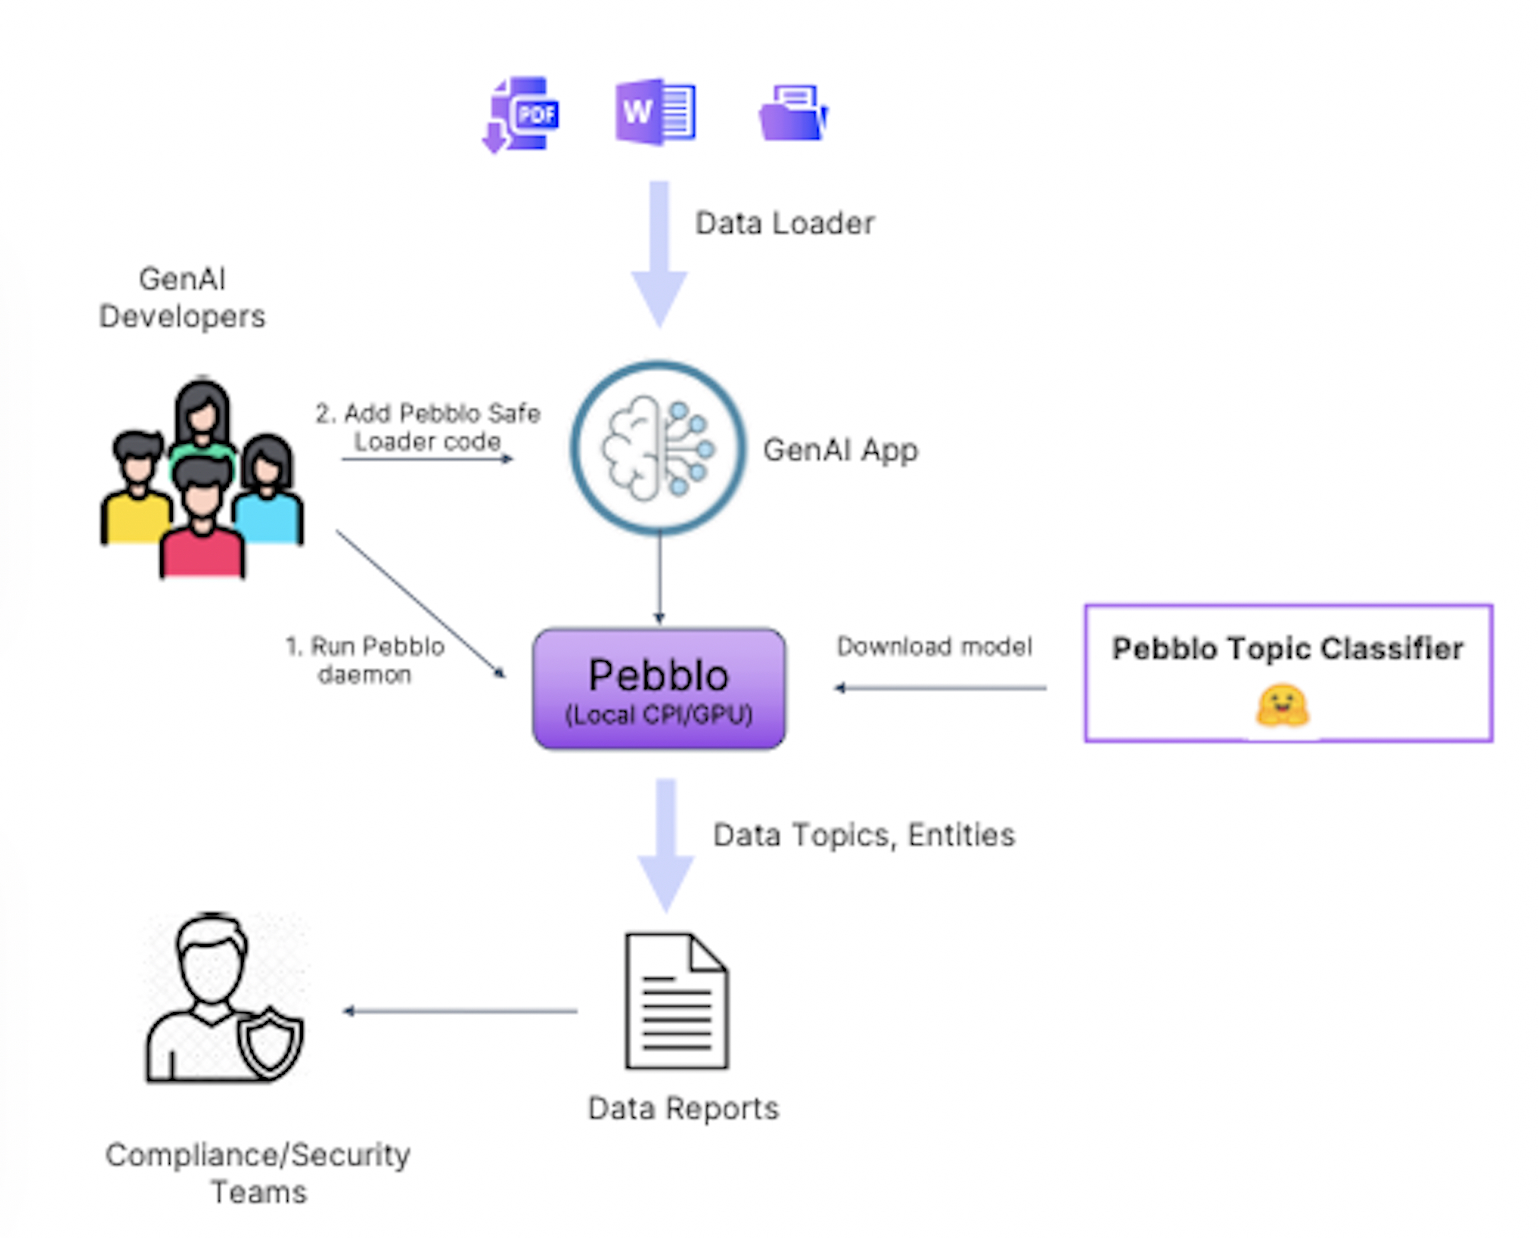 PDF
W
Data Loader
GenAI
Developers
2. Add Pebblo Safe
Loader code
GenAI App
1. Run Pebblo
daemon
Pebblo
(Local CPI/GPU)
Download model
Pebblo Topic Classifier
Data Topics, Entities
Data Reports
Compliance/Security
Teams